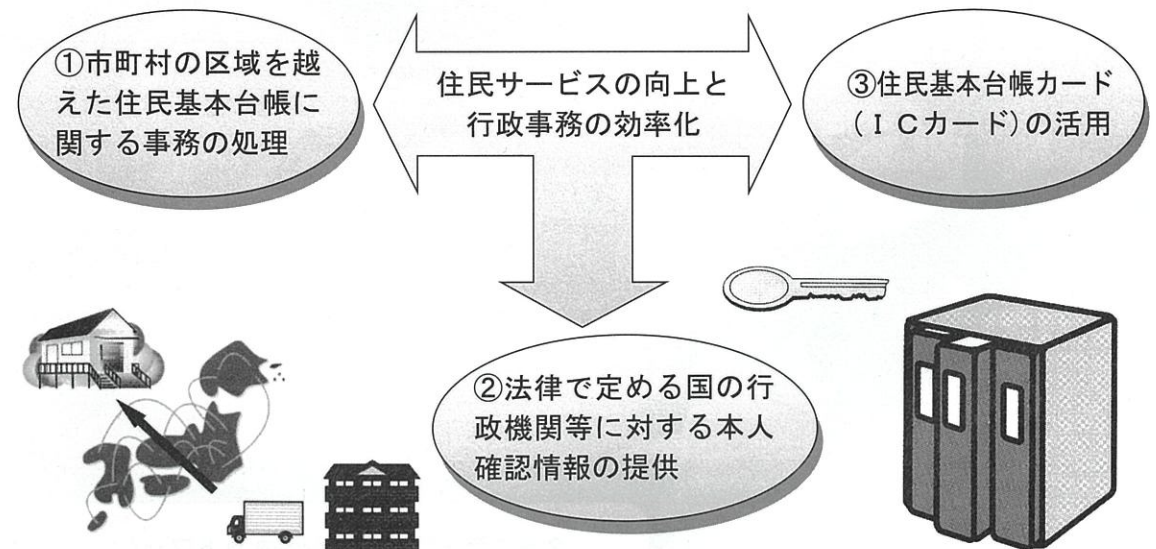 ①市町村の区域を越
えた住民基本台帳に
関する事務の処理
住民サービスの向上と
行政事務の効率化
③住民基本台帳カード
（ＩＣカード）の活用
②法律で定める国の行
政機関等に対する本人
確認情報の提供